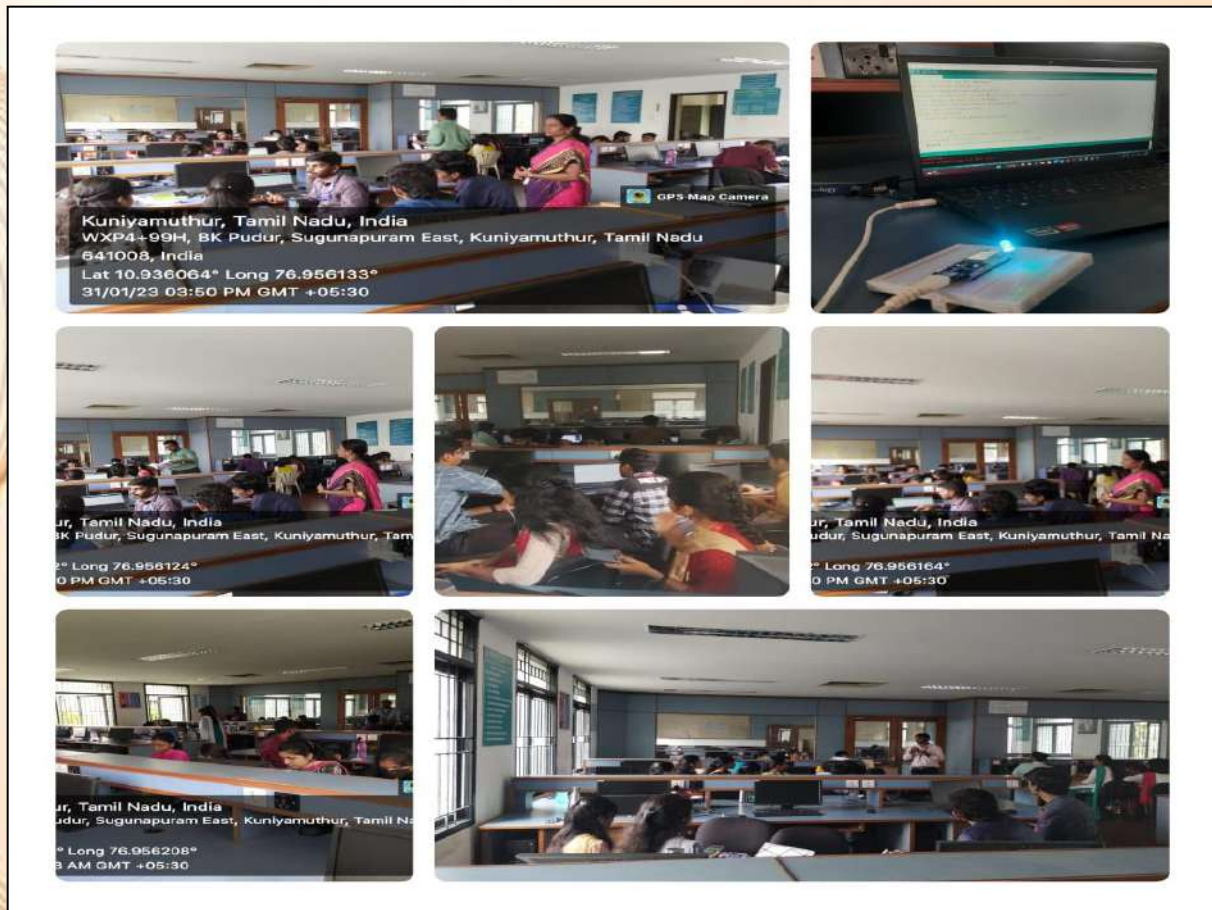 GPS Map Camera
Kuniyamuthur, Tamil Nadu, India
WXP4+99H, BK Pudur, Sugunapuram East, Kuniyamuthur, Tamil Nadu
641008, India
Lat 10.936064° Long 76.956133°
31/01/23 03:50 PM GMT +05:30
ur, Tamil Nadu, India
BK Pudur, Sugunapuram East, Kuniyamuthur, Tam
2° Long 76.956124°
0 PM GMT +05:30
ur, Tamil Nadu, India
udur, Sugunapuram East, Kuniyamuthur, Tamil Na
2° Long 76.956164°
0 PM GMT +05:30
ur, Tamil Nadu, India
udur, Sugunapuram East, Kuniyamuthur, Tamil Na
° Long 76.956208°
3 AM GMT +05:30